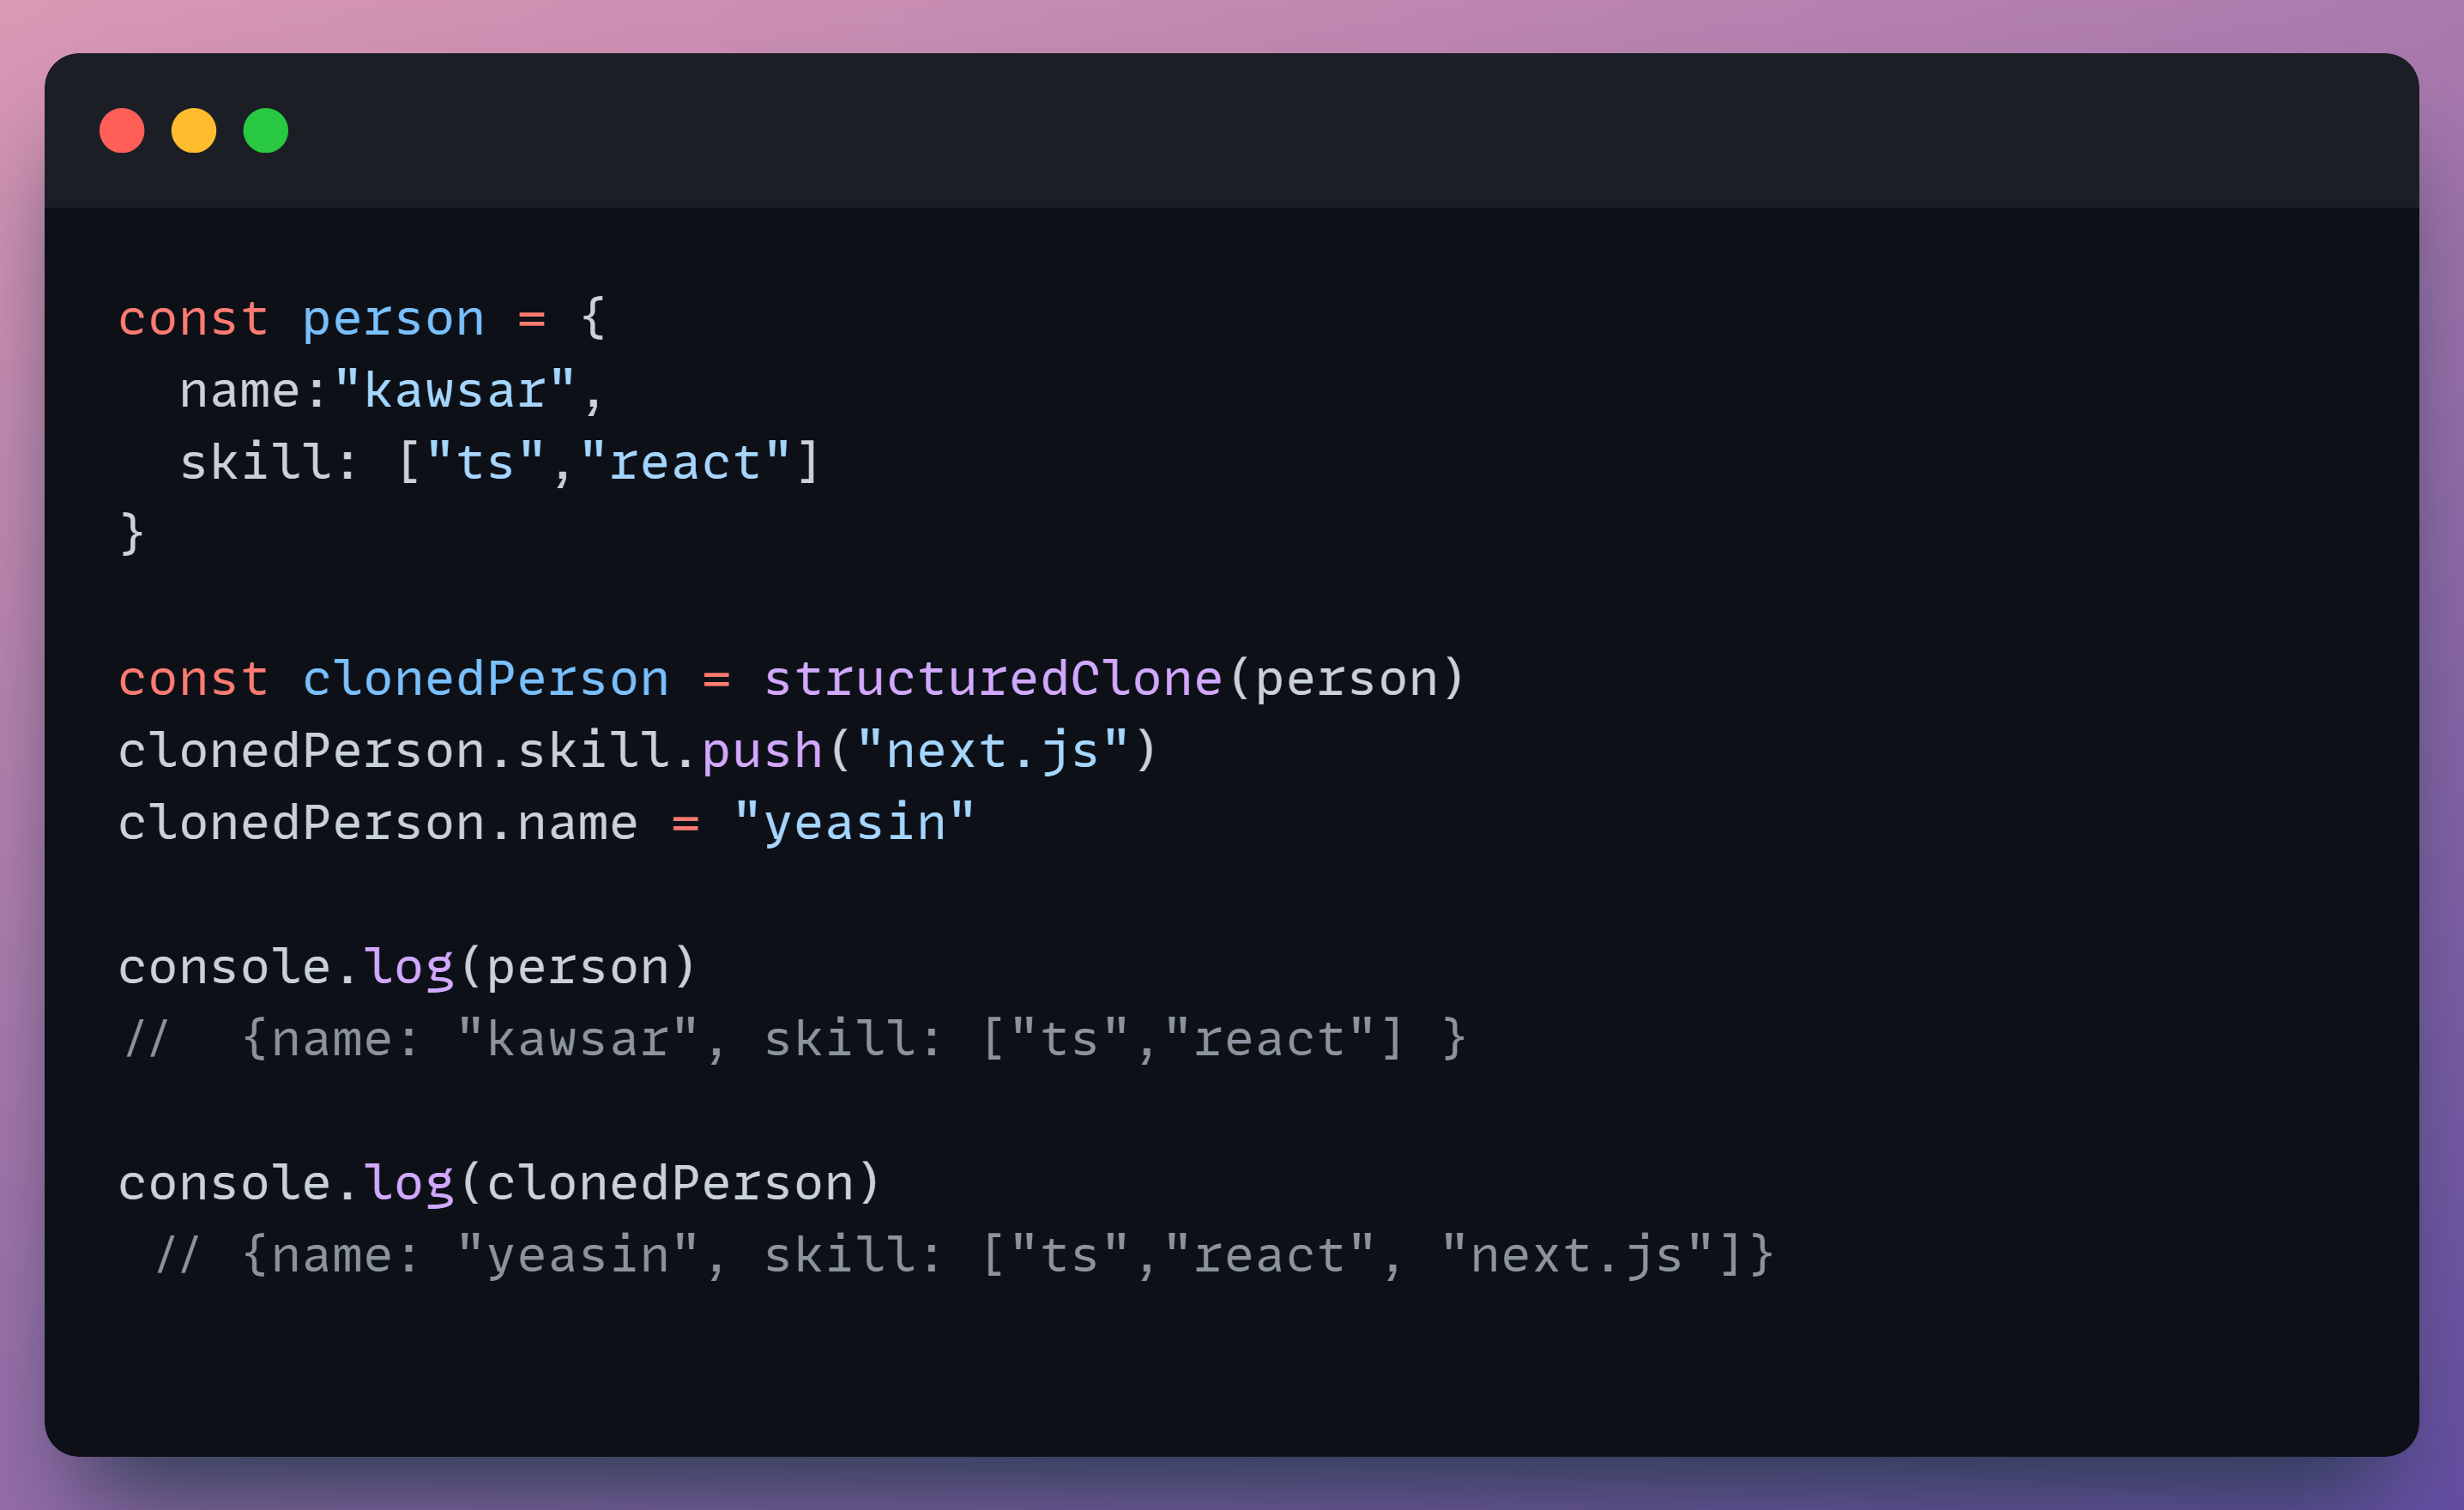 const person = {
  name:"kawsar",
  skill: ["ts","react"]
}

const clonedPerson = structuredClone(person)
clonedPerson.skill.push("next.js")
clonedPerson.name = "yeasin"

console.log(person)
//  {name: "kawsar", skill: ["ts","react"] }

console.log(clonedPerson)
 // {name: "yeasin", skill: ["ts","react", "next.js"]}